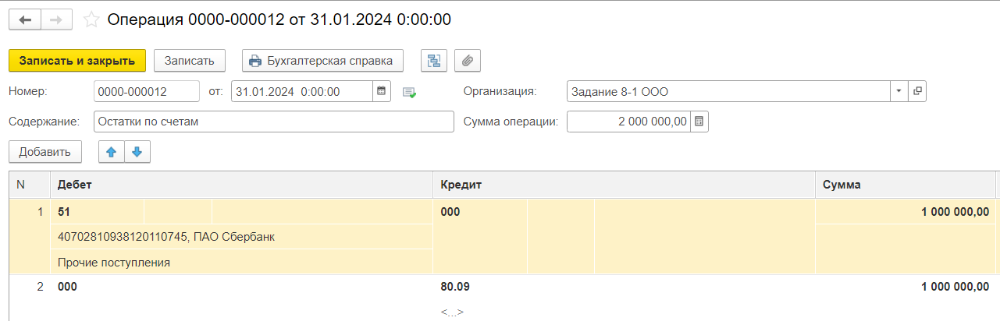 Операция 0000-000012 от 31.01.2024 0:00:00
Записать и закрыть Записать Бухгалтерская справка
Номер: 0000-000012 от: 31.01.2024 0:00:00 Организация: Задание 8-1 ООО
Содержание: Остатки по счетам Сумма операции: 2 000 000,00
Добавить
N Дебет Кредит Сумма
1 51 000 1 000 000,00
40702810938120110745, ПАО Сбербанк
Прочие поступления
2 000 80.09 1 000 000,00
<...>